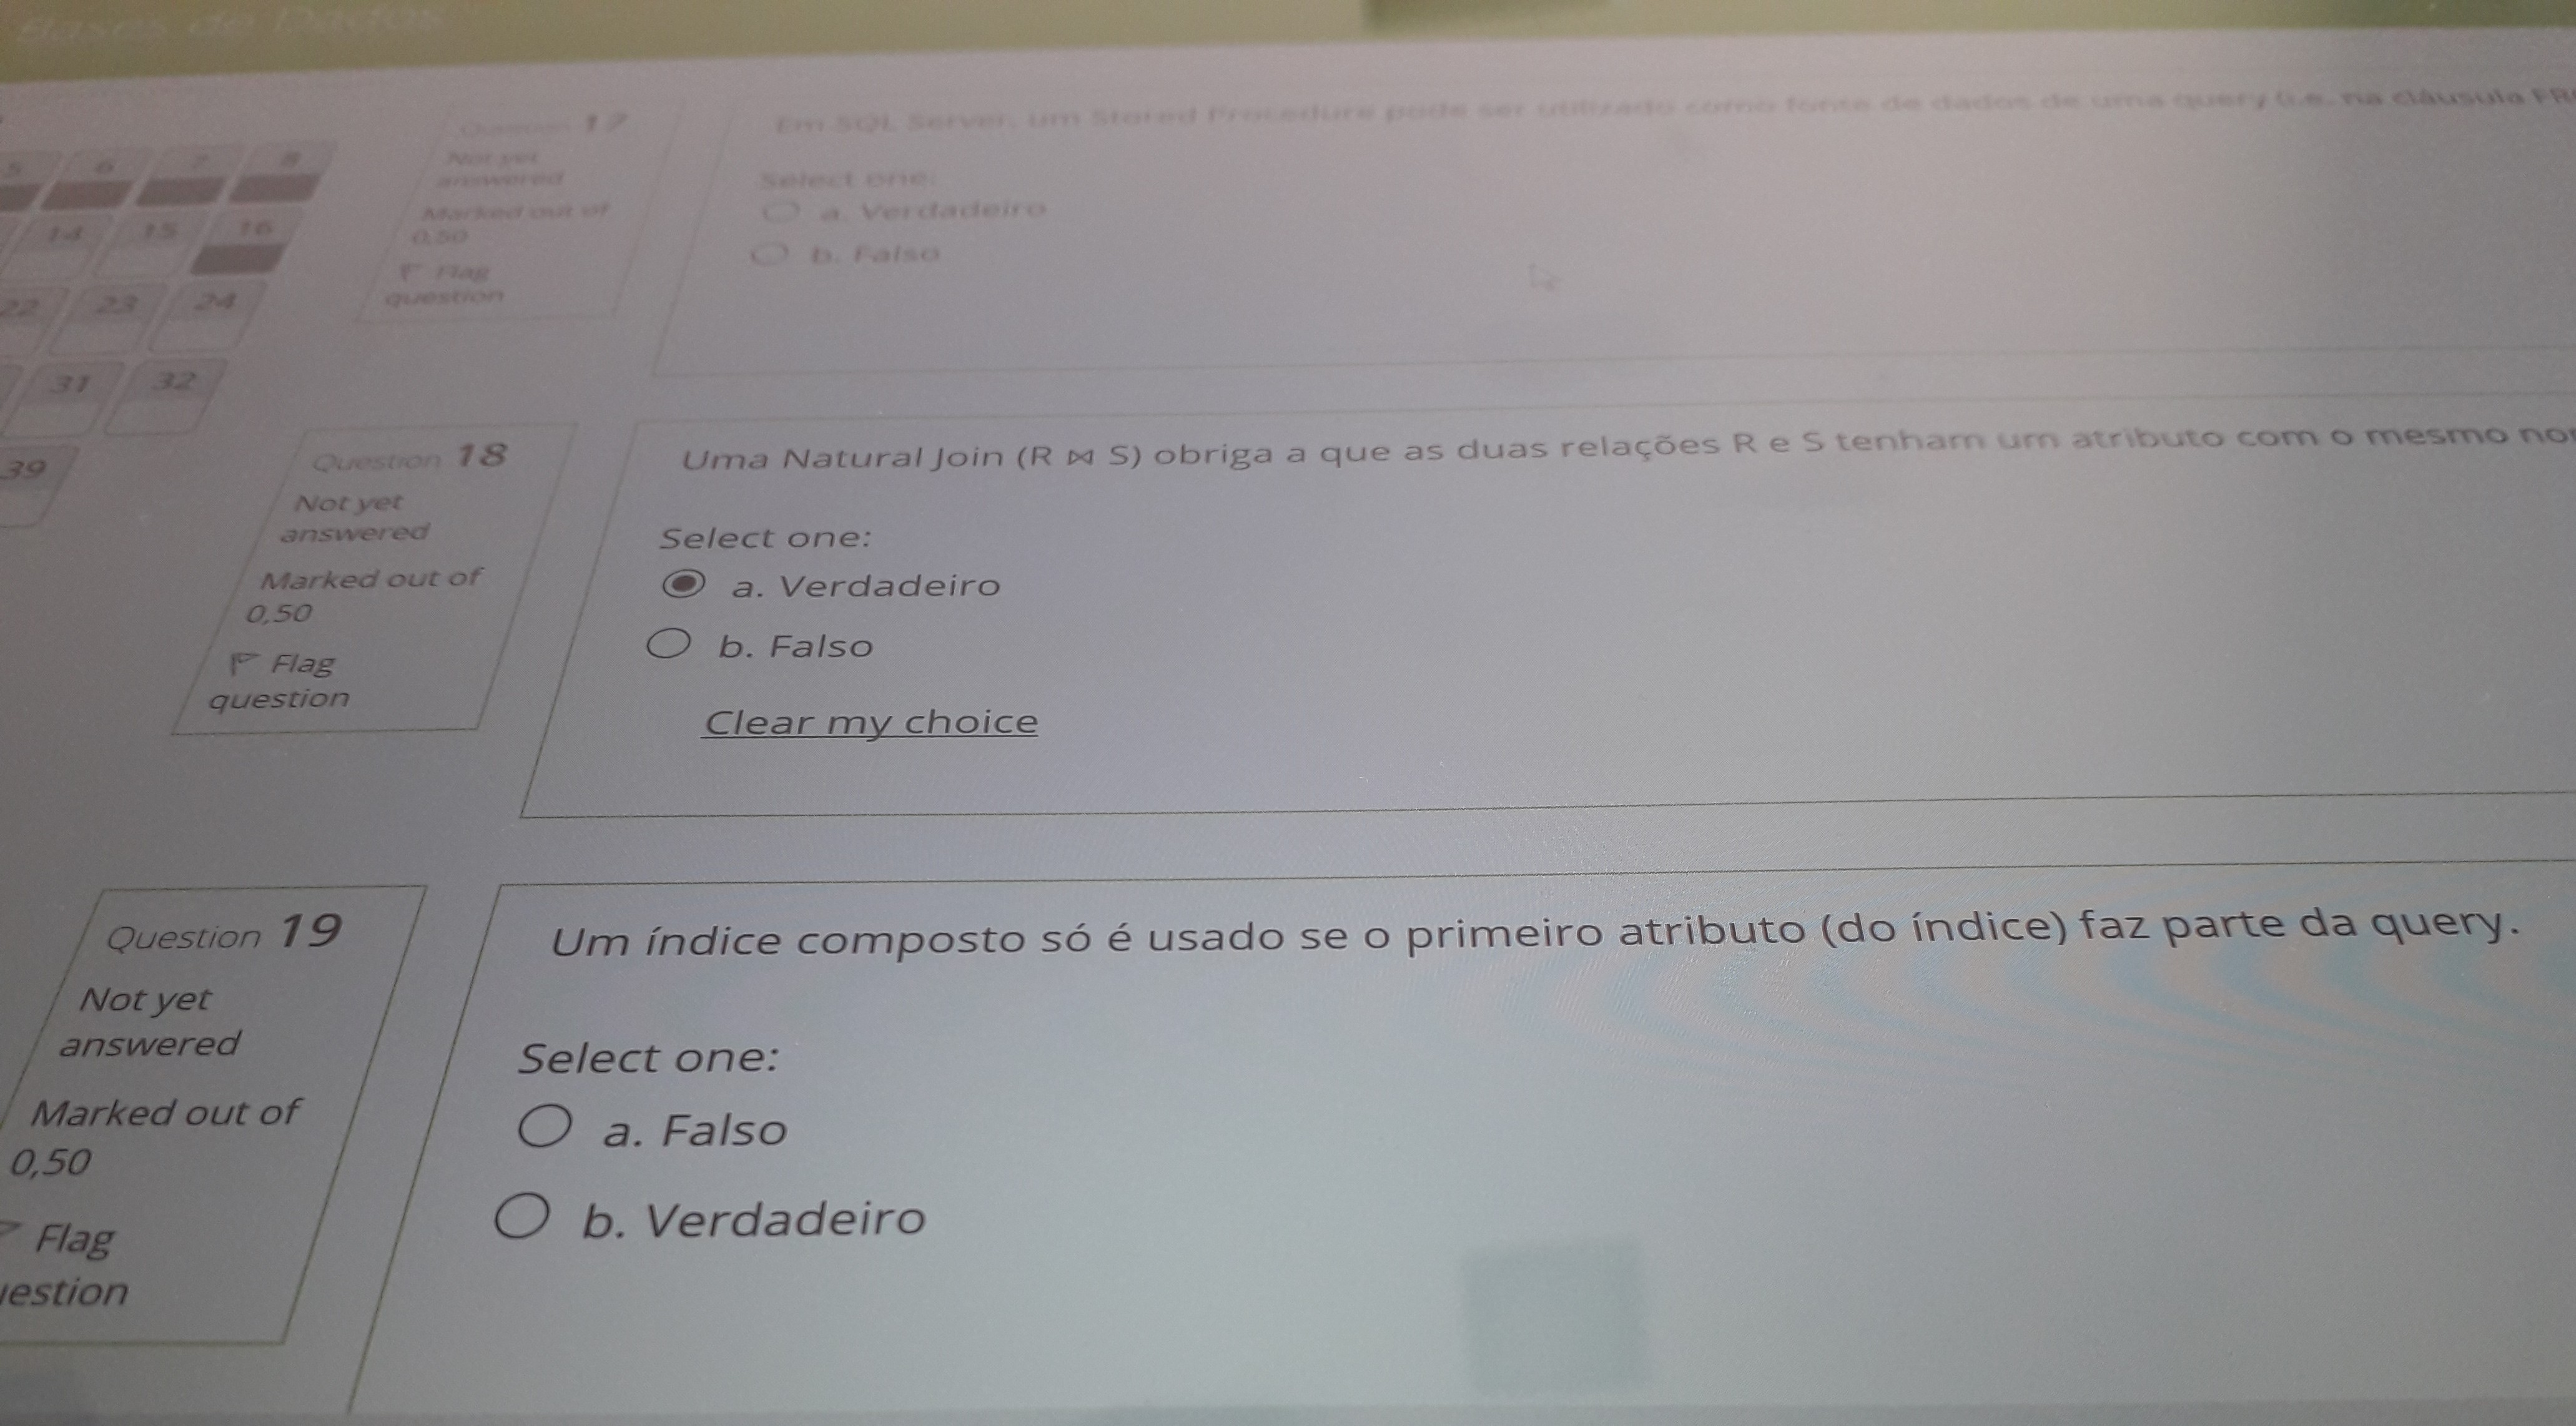 Bases de Dados
5 6 7 8
14 15 16
22 23 24
31 32
39
Question 17
Not yet
answered
Marked out of
0,50
Flag
question
Em SQL Server, um Stored Procedure pode ser utilizado como fonte de dados de uma query (i.e. na cláusula
Select one:
a. Verdadeiro
b. Falso
Question 18
Not yet
answered
Marked out of
0,50
Flag
question
Uma Natural Join (R ⋈ S) obriga a que as duas relações R e S tenham um atributo com o mesmo
Select one:
a. Verdadeiro
b. Falso
Clear my choice
Question 19
Not yet
answered
Marked out of
0,50
Flag
uestion
Um índice composto só é usado se o primeiro atributo (do índice) faz parte da query.
Select one:
a. Falso
b. Verdadeiro